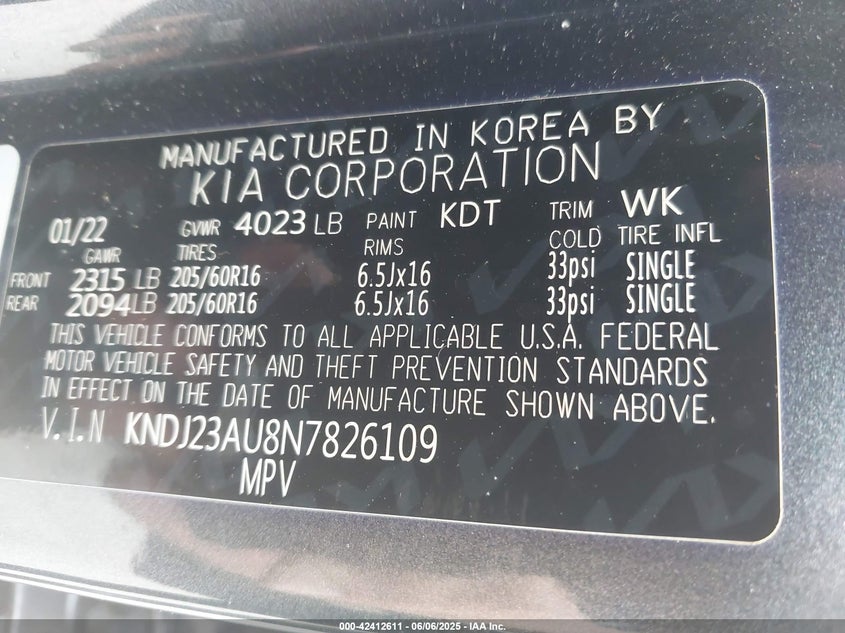 MANUFACTURED IN KOREA BY
KIA CORPORATION
01/22 GVWR 4023 LB PAINT KDT TRIM WK
GAWR TIRES RIMS COLD TIRE INFL
FRONT 2315 LB 205/60R16 6.5Jx16 33psi SINGLE
REAR 2094LB 205/60R16 6.5Jx16 33psi SINGLE
THIS VEHICLE CONFORMS TO ALL APPLICABLE U.S.A. FEDERAL
MOTOR VEHICLE SAFETY AND THEFT PREVENTION STANDARDS
IN EFFECT ON THE DATE OF MANUFACTURE SHOWN ABOVE.
V.I.N KNDJ23AU8N7826109
MPV
000-42412611 - 06/06/2025 - IAA Inc.